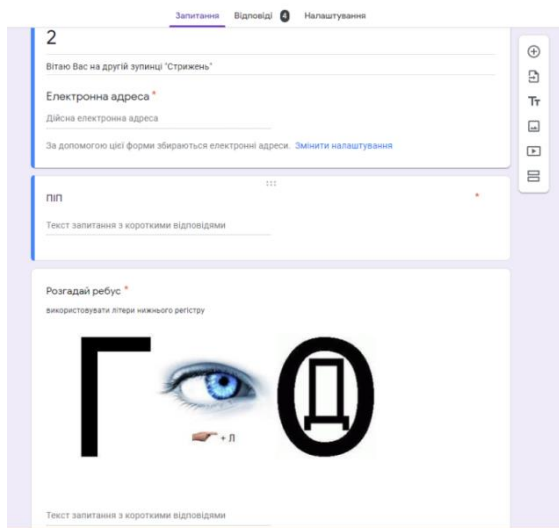 Запитання Відповіді 4 Налаштування
2
Вітаю Вас на другій зупинці "Стрижень"
Електронна адреса *
Дійсна електронна адреса
За допомогою цієї форми збираються електронні адреси. Змінити налаштування
ПІП *
Текст запитання з короткими відповідями
Розгадай ребус *
використовувати літери нижнього регістру
Г О Д
+ Л
Текст запитання з короткими відповідями
Тт